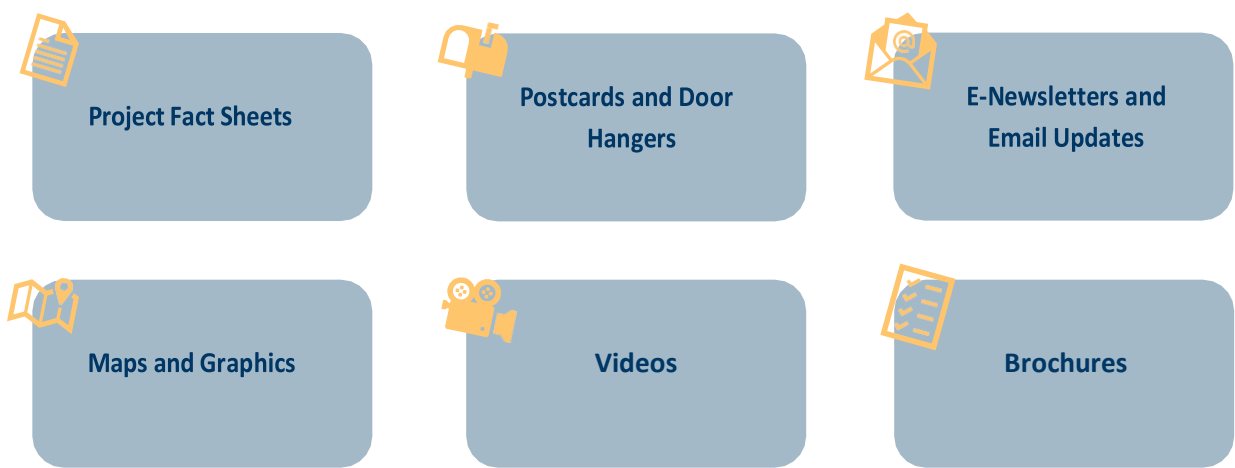 Project Fact Sheets
Postcards and Door
Hangers
E-Newsletters and
Email Updates
Maps and Graphics
Videos
Brochures